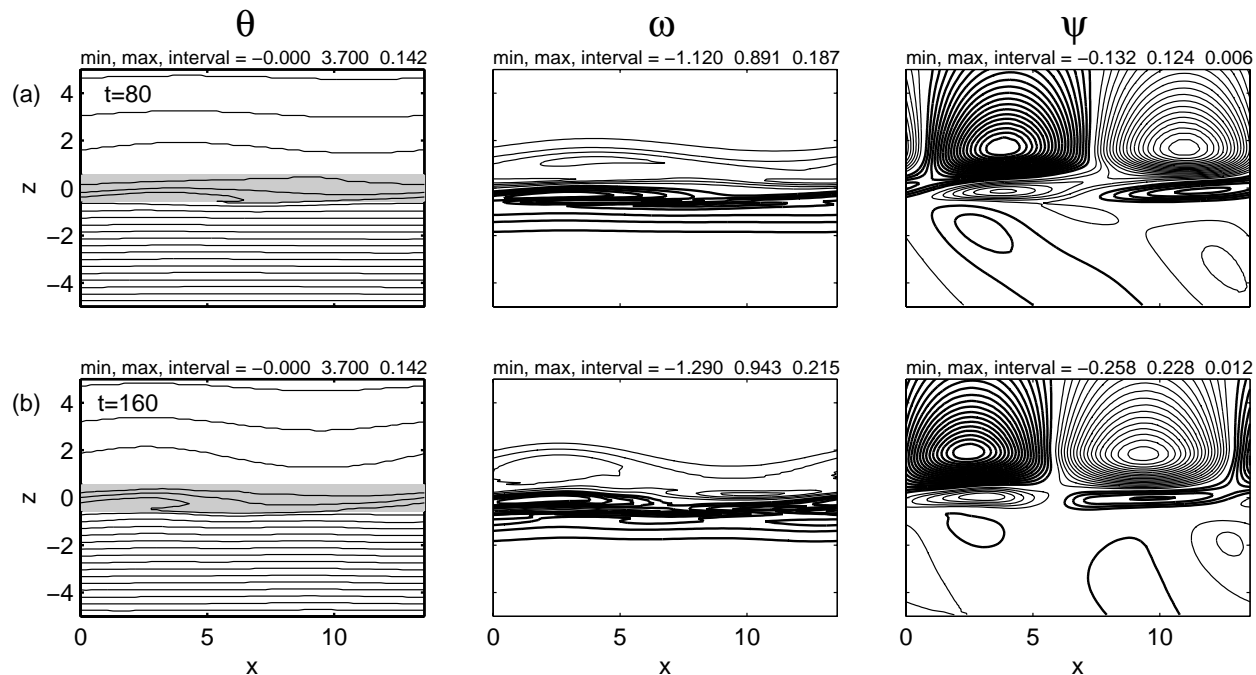 θ ω ψ
min, max, interval = −0.000 3.700 0.142
min, max, interval = −1.120 0.891 0.187
min, max, interval = −0.132 0.124 0.006
(a)
t=80
4
2
0
−2
−4
z
min, max, interval = −0.000 3.700 0.142
min, max, interval = −1.290 0.943 0.215
min, max, interval = −0.258 0.228 0.012
(b)
t=160
4
2
0
−2
−4
z
0 5 10
0 5 10
0 5 10
x
x
x